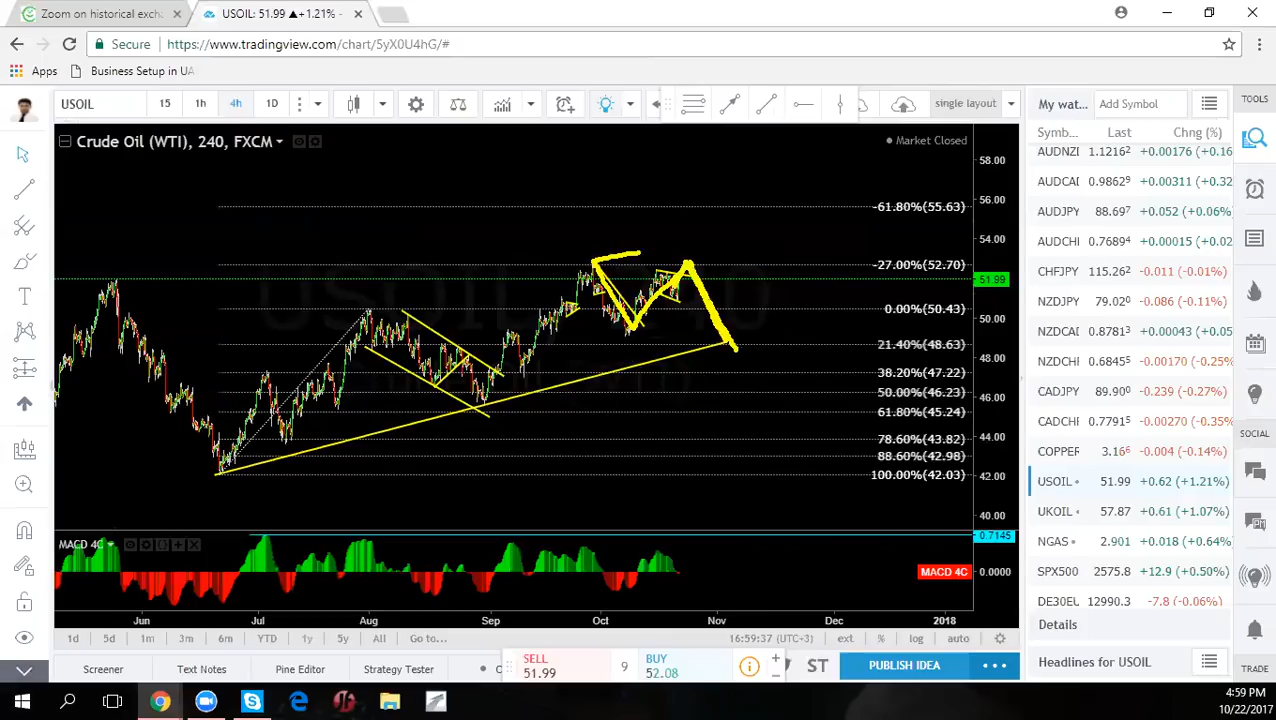 Zoom on historical exch
USOIL: 51.99 ▲+1.21% -
Secure
https://www.tradingview.com/chart/5yX0U4hG/#
Apps
Business Setup in UA
USOIL
15
1h
4h
1D
single layout
Crude Oil (WTI), 240, FXCM
Market Closed
58.00
56.00
54.00
51.99
50.00
48.00
46.00
44.00
42.00
40.00
-61.80%(55.63)
-27.00%(52.70)
0.00%(50.43)
21.40%(48.63)
38.20%(47.22)
50.00%(46.23)
61.80%(45.24)
78.60%(43.82)
88.60%(42.98)
100.00%(42.03)
MACD 4C
0.7145
MACD 4C
0.0000
Jun Jul Aug Sep Oct Nov Dec 2018
1d 5d 1m 3m 6m YTD 1y 5y All Go to...
16:59:37 (UTC+3) ext % log auto
Screener Text Notes Pine Editor Strategy Tester
SELL
51.99
9
BUY
52.08
ST
PUBLISH IDEA
My wat...
Add Symbol
Symb... Last Chng (%)
AUDNZI 1.1216² +0.00176 (+0.16
AUDCAI 0.9862⁹ +0.00311 (+0.32
AUDJPY 88.69⁷ +0.052 (+0.06%)
AUDCHI 0.7689⁴ +0.00024 (+0.02
CHFJPY 115.26² -0.011 (-0.01%)
NZDJPY 79.02⁰ -0.086 (-0.11%)
NZDCAI 0.8781³ +0.00043 (+0.05
NZDCHI 0.6845⁵ -0.00171 (-0.25
CADJPY 89.90⁰ -0.239 (-0.27%)
CADCHI 0.7791⁵ -0.00270 (-0.35
COPPER 3.16⁶ -0.004 (-0.14%)
USOIL 51.99 +0.62 (+1.21%)
UKOIL 57.87 +0.61 (+1.07%)
NGAS 2.901 +0.018 (+0.64%)
SPX500 2575.8 +12.9 (+0.50%)
DE30EU 12990.3 -7.8 (-0.06%)
Details
Headlines for USOIL
TOOLS
SOCIAL
TRADE
4:59 PM
10/22/2017